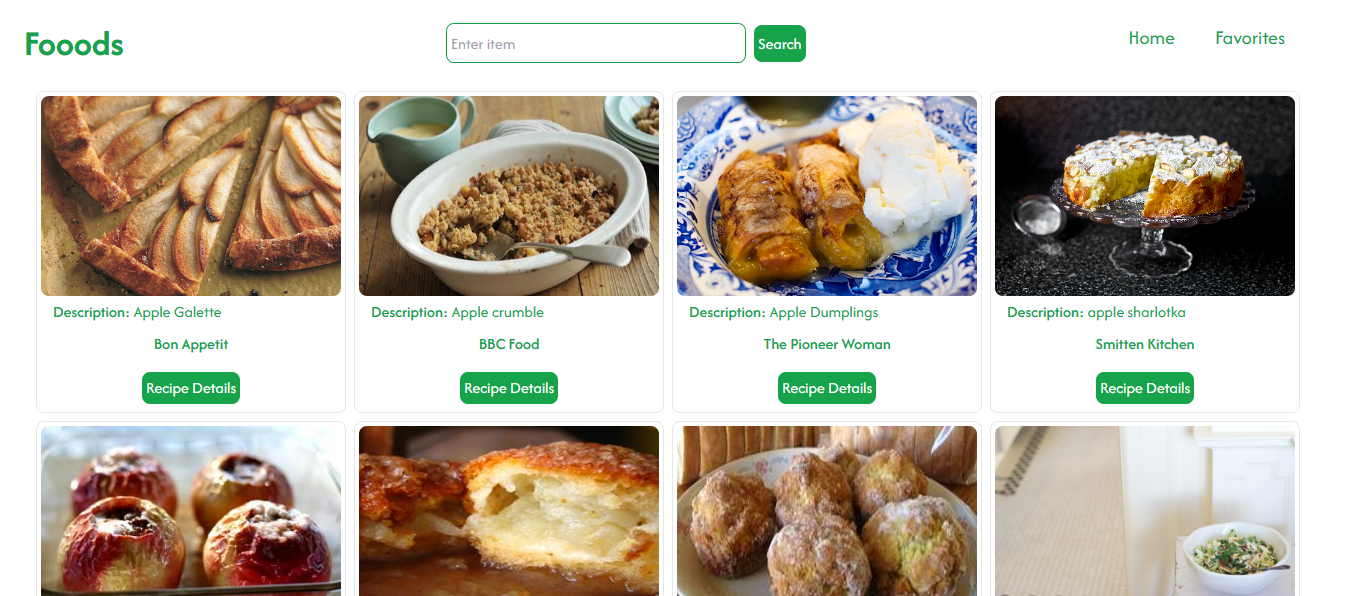 Fooods
Enter item
Search
Home
Favorites
Description: Apple Galette
Bon Appetit
Recipe Details
Description: Apple crumble
BBC Food
Recipe Details
Description: Apple Dumplings
The Pioneer Woman
Recipe Details
Description: apple sharlotka
Smitten Kitchen
Recipe Details